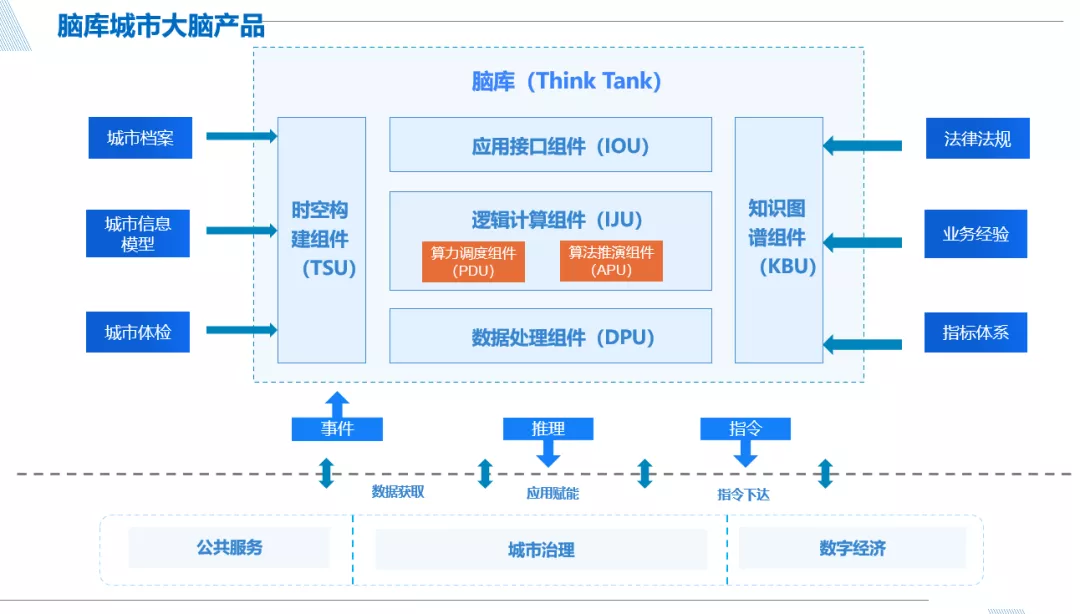 脑库城市大脑产品
脑库（Think Tank）
城市档案
城市信息
模型
城市体检
时空构
建组件
（TSU）
应用接口组件（IOU）
逻辑计算组件（IJU）
算力调度组件
（PDU）
算法推演组件
（APU）
数据处理组件（DPU）
知识图
谱组件
（KBU）
法律法规
业务经验
指标体系
事件
推理
指令
数据获取
应用赋能
指令下达
公共服务
城市治理
数字经济